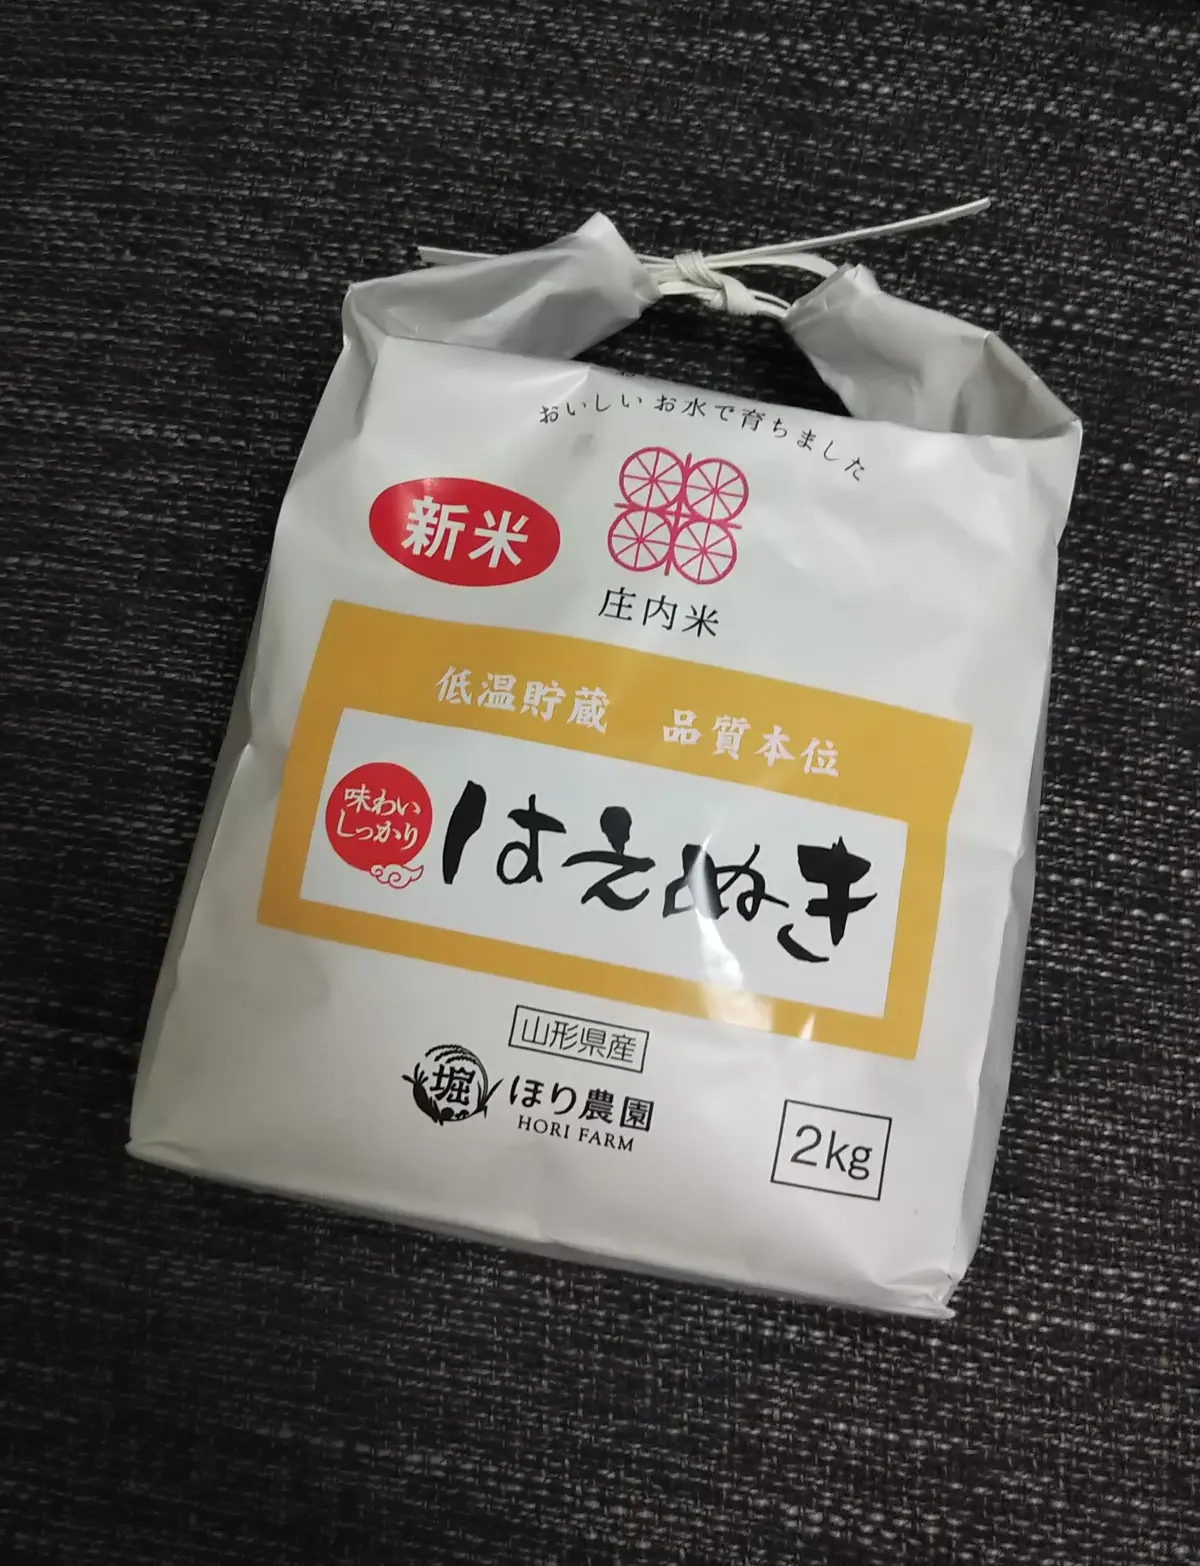 おいしいお水で育ちました
新米
庄内米
低温貯蔵 品質本位
味わい
しっかり
はえぬき
山形県産
堀
ほり農園
HORI FARM
2kg